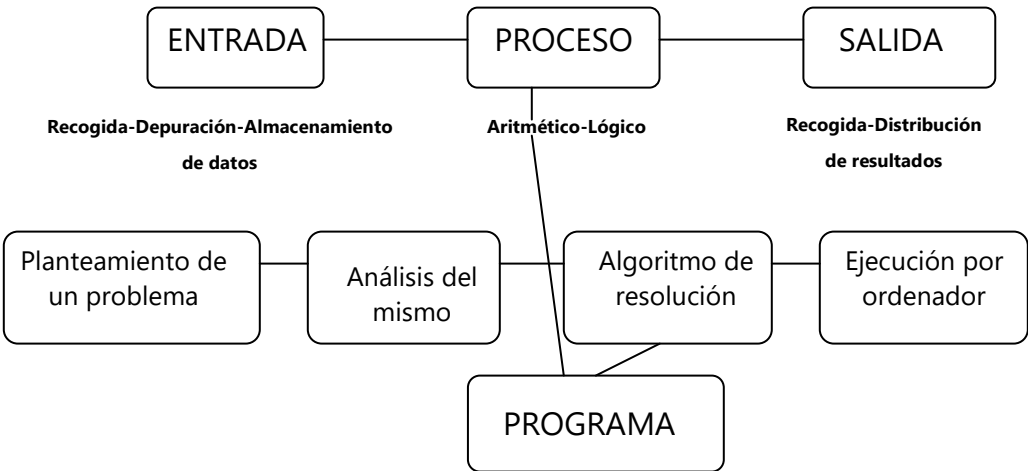 ENTRADA
PROCESO
SALIDA
Recogida-Depuración-Almacenamiento
de datos
Aritmético-Lógico
Recogida-Distribución
de resultados
Planteamiento de
un problema
Análisis del
mismo
Algoritmo de
resolución
Ejecución por
ordenador
PROGRAMA